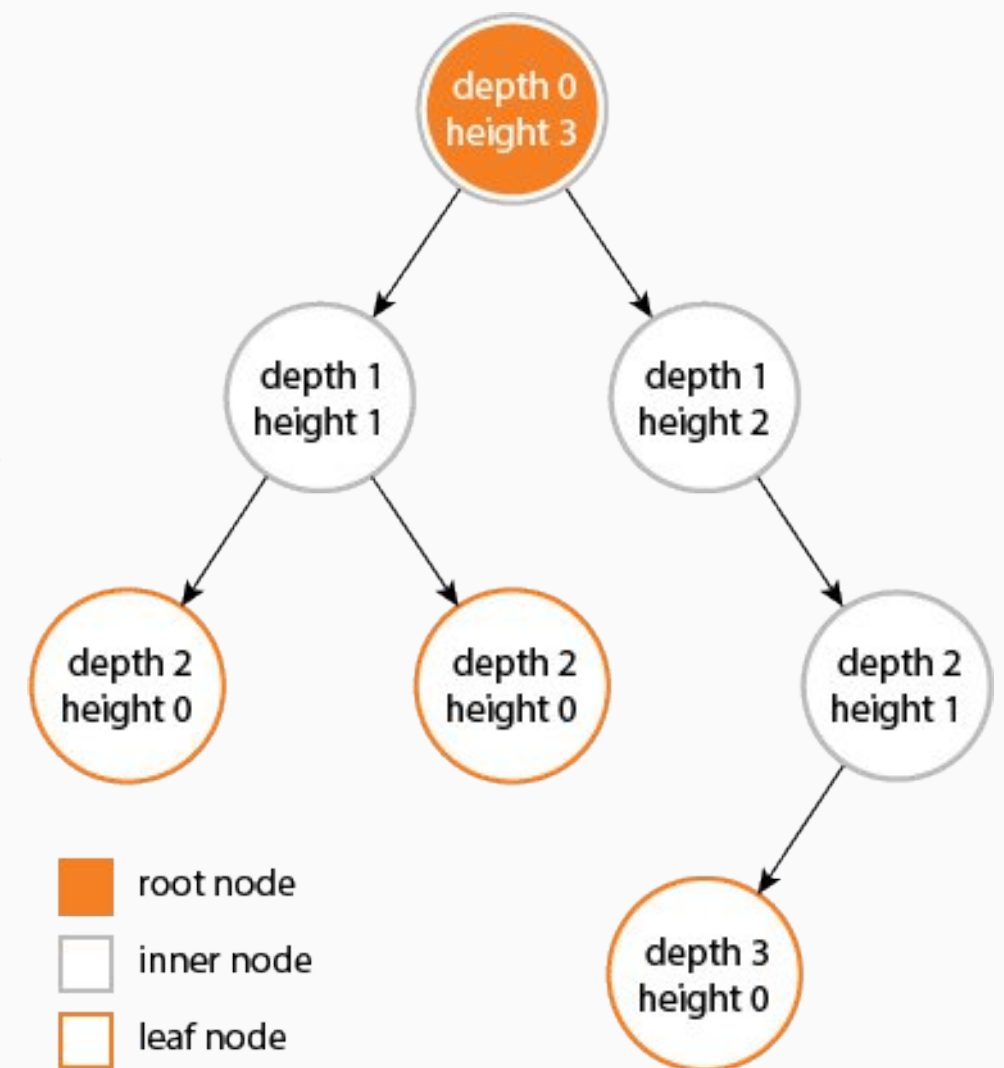 depth 0
height 3
depth 1
height 1
depth 1
height 2
depth 2
height 0
depth 2
height 0
depth 2
height 1
depth 3
height 0
root node
inner node
leaf node